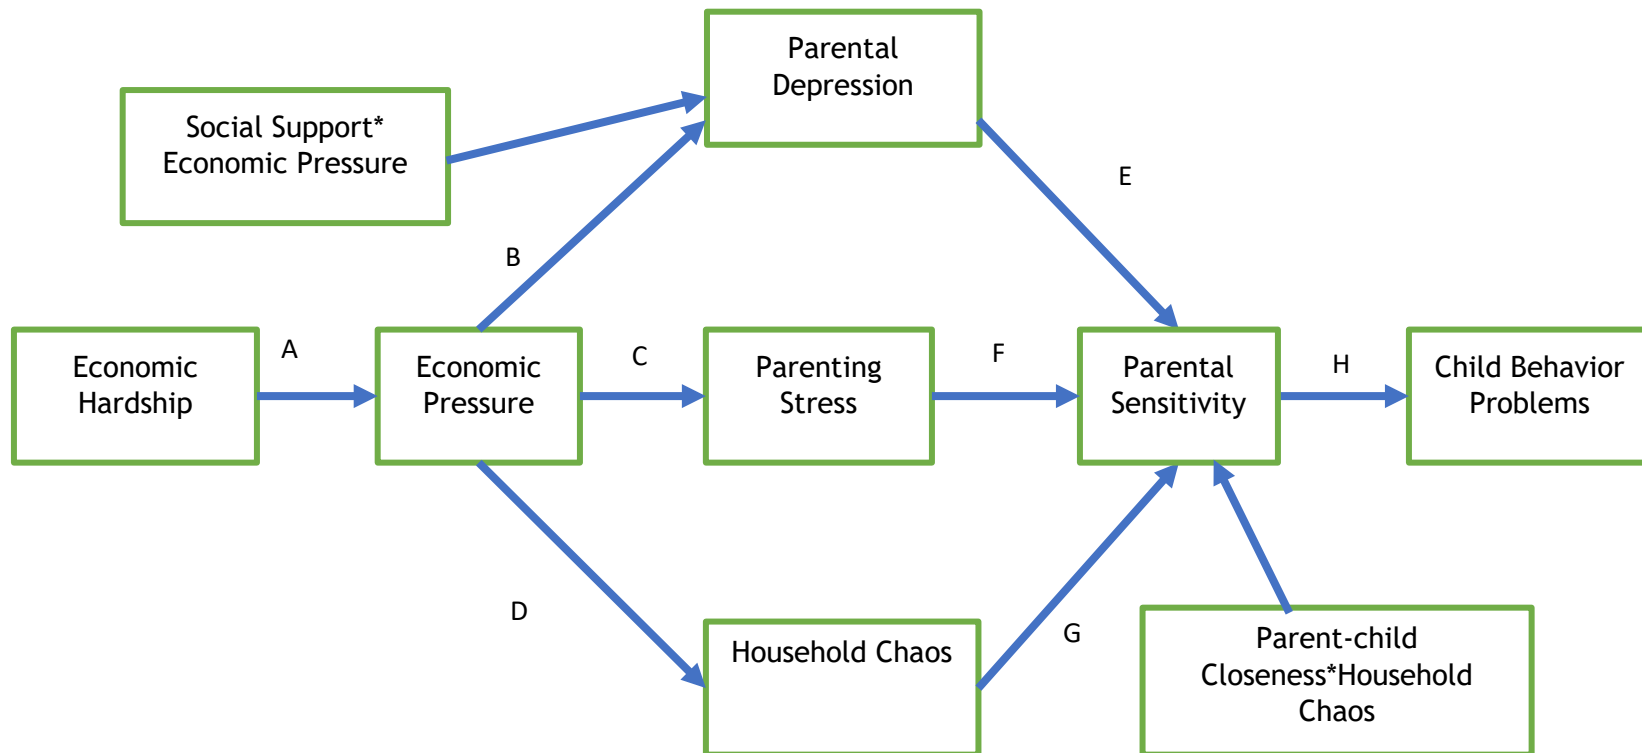 Parental
Depression
Social Support*
Economic Pressure
E
B
A
Economic
Hardship
Economic
Pressure
C
Parenting
Stress
F
Parental
Sensitivity
H
Child Behavior
Problems
D
Household Chaos
G
Parent-child
Closeness*Household
Chaos